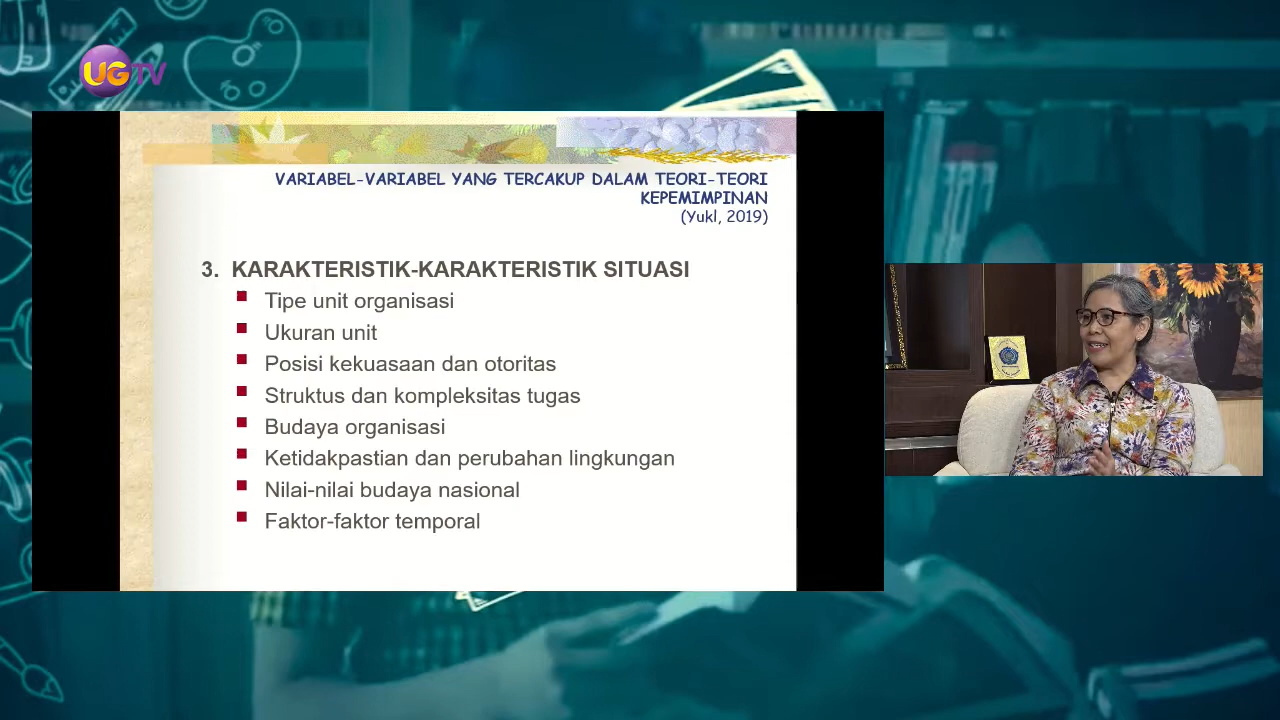 UGTV
VARIABEL-VARIABEL YANG TERCAKUP DALAM TEORI-TEORI
KEPEMIMPINAN
(Yukl, 2019)
3. KARAKTERISTIK-KARAKTERISTIK SITUASI
Tipe unit organisasi
Ukuran unit
Posisi kekuasaan dan otoritas
Struktus dan kompleksitas tugas
Budaya organisasi
Ketidakpastian dan perubahan lingkungan
Nilai-nilai budaya nasional
Faktor-faktor temporal